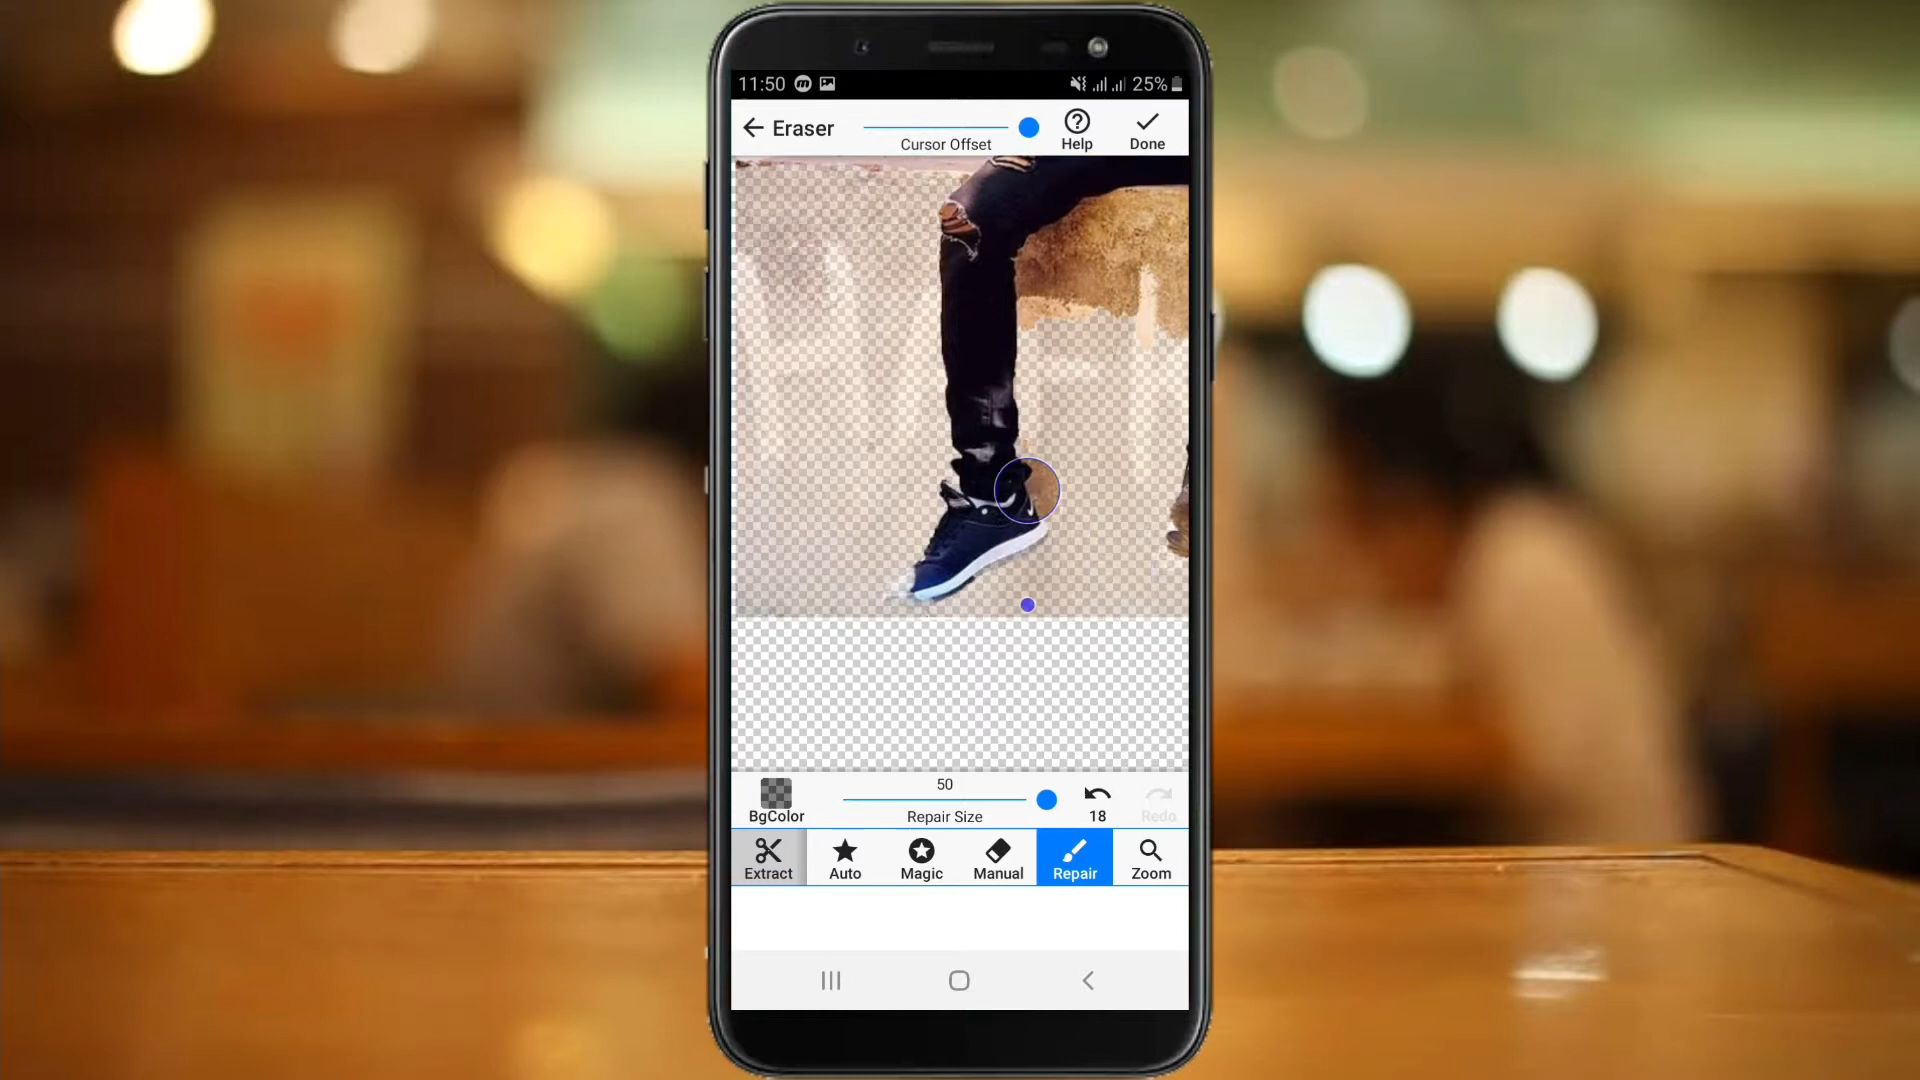 11:50 25%
Eraser
Cursor Offset
Help
Done
50
BgColor
Repair Size
18
Redo
Extract
Auto
Magic
Manual
Repair
Zoom